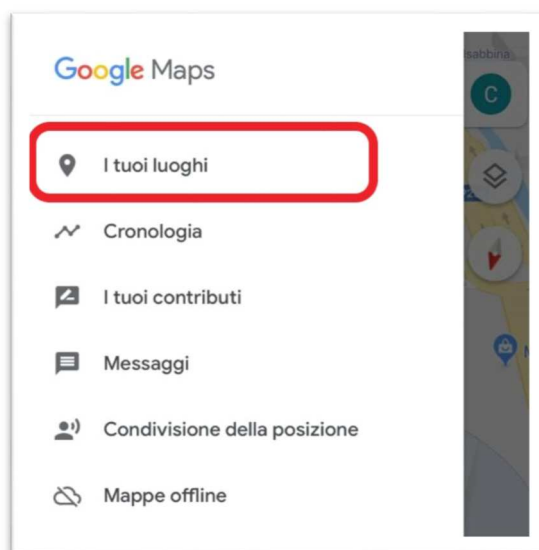 Google Maps
I tuoi luoghi
Cronologia
I tuoi contributi
Messaggi
Condivisione della posizione
Mappe offline
C